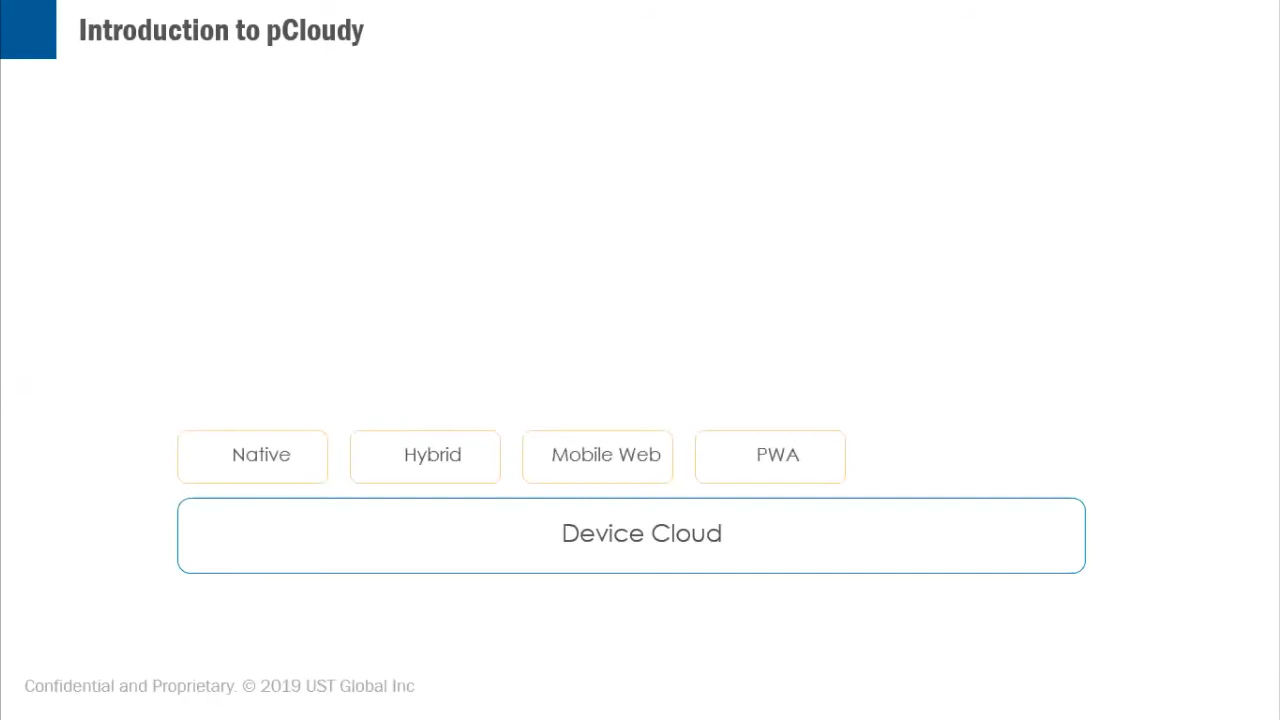 Introduction to pCloudy
Native
Hybrid
Mobile Web
PWA
Device Cloud
Confidential and Proprietary. © 2019 UST Global Inc